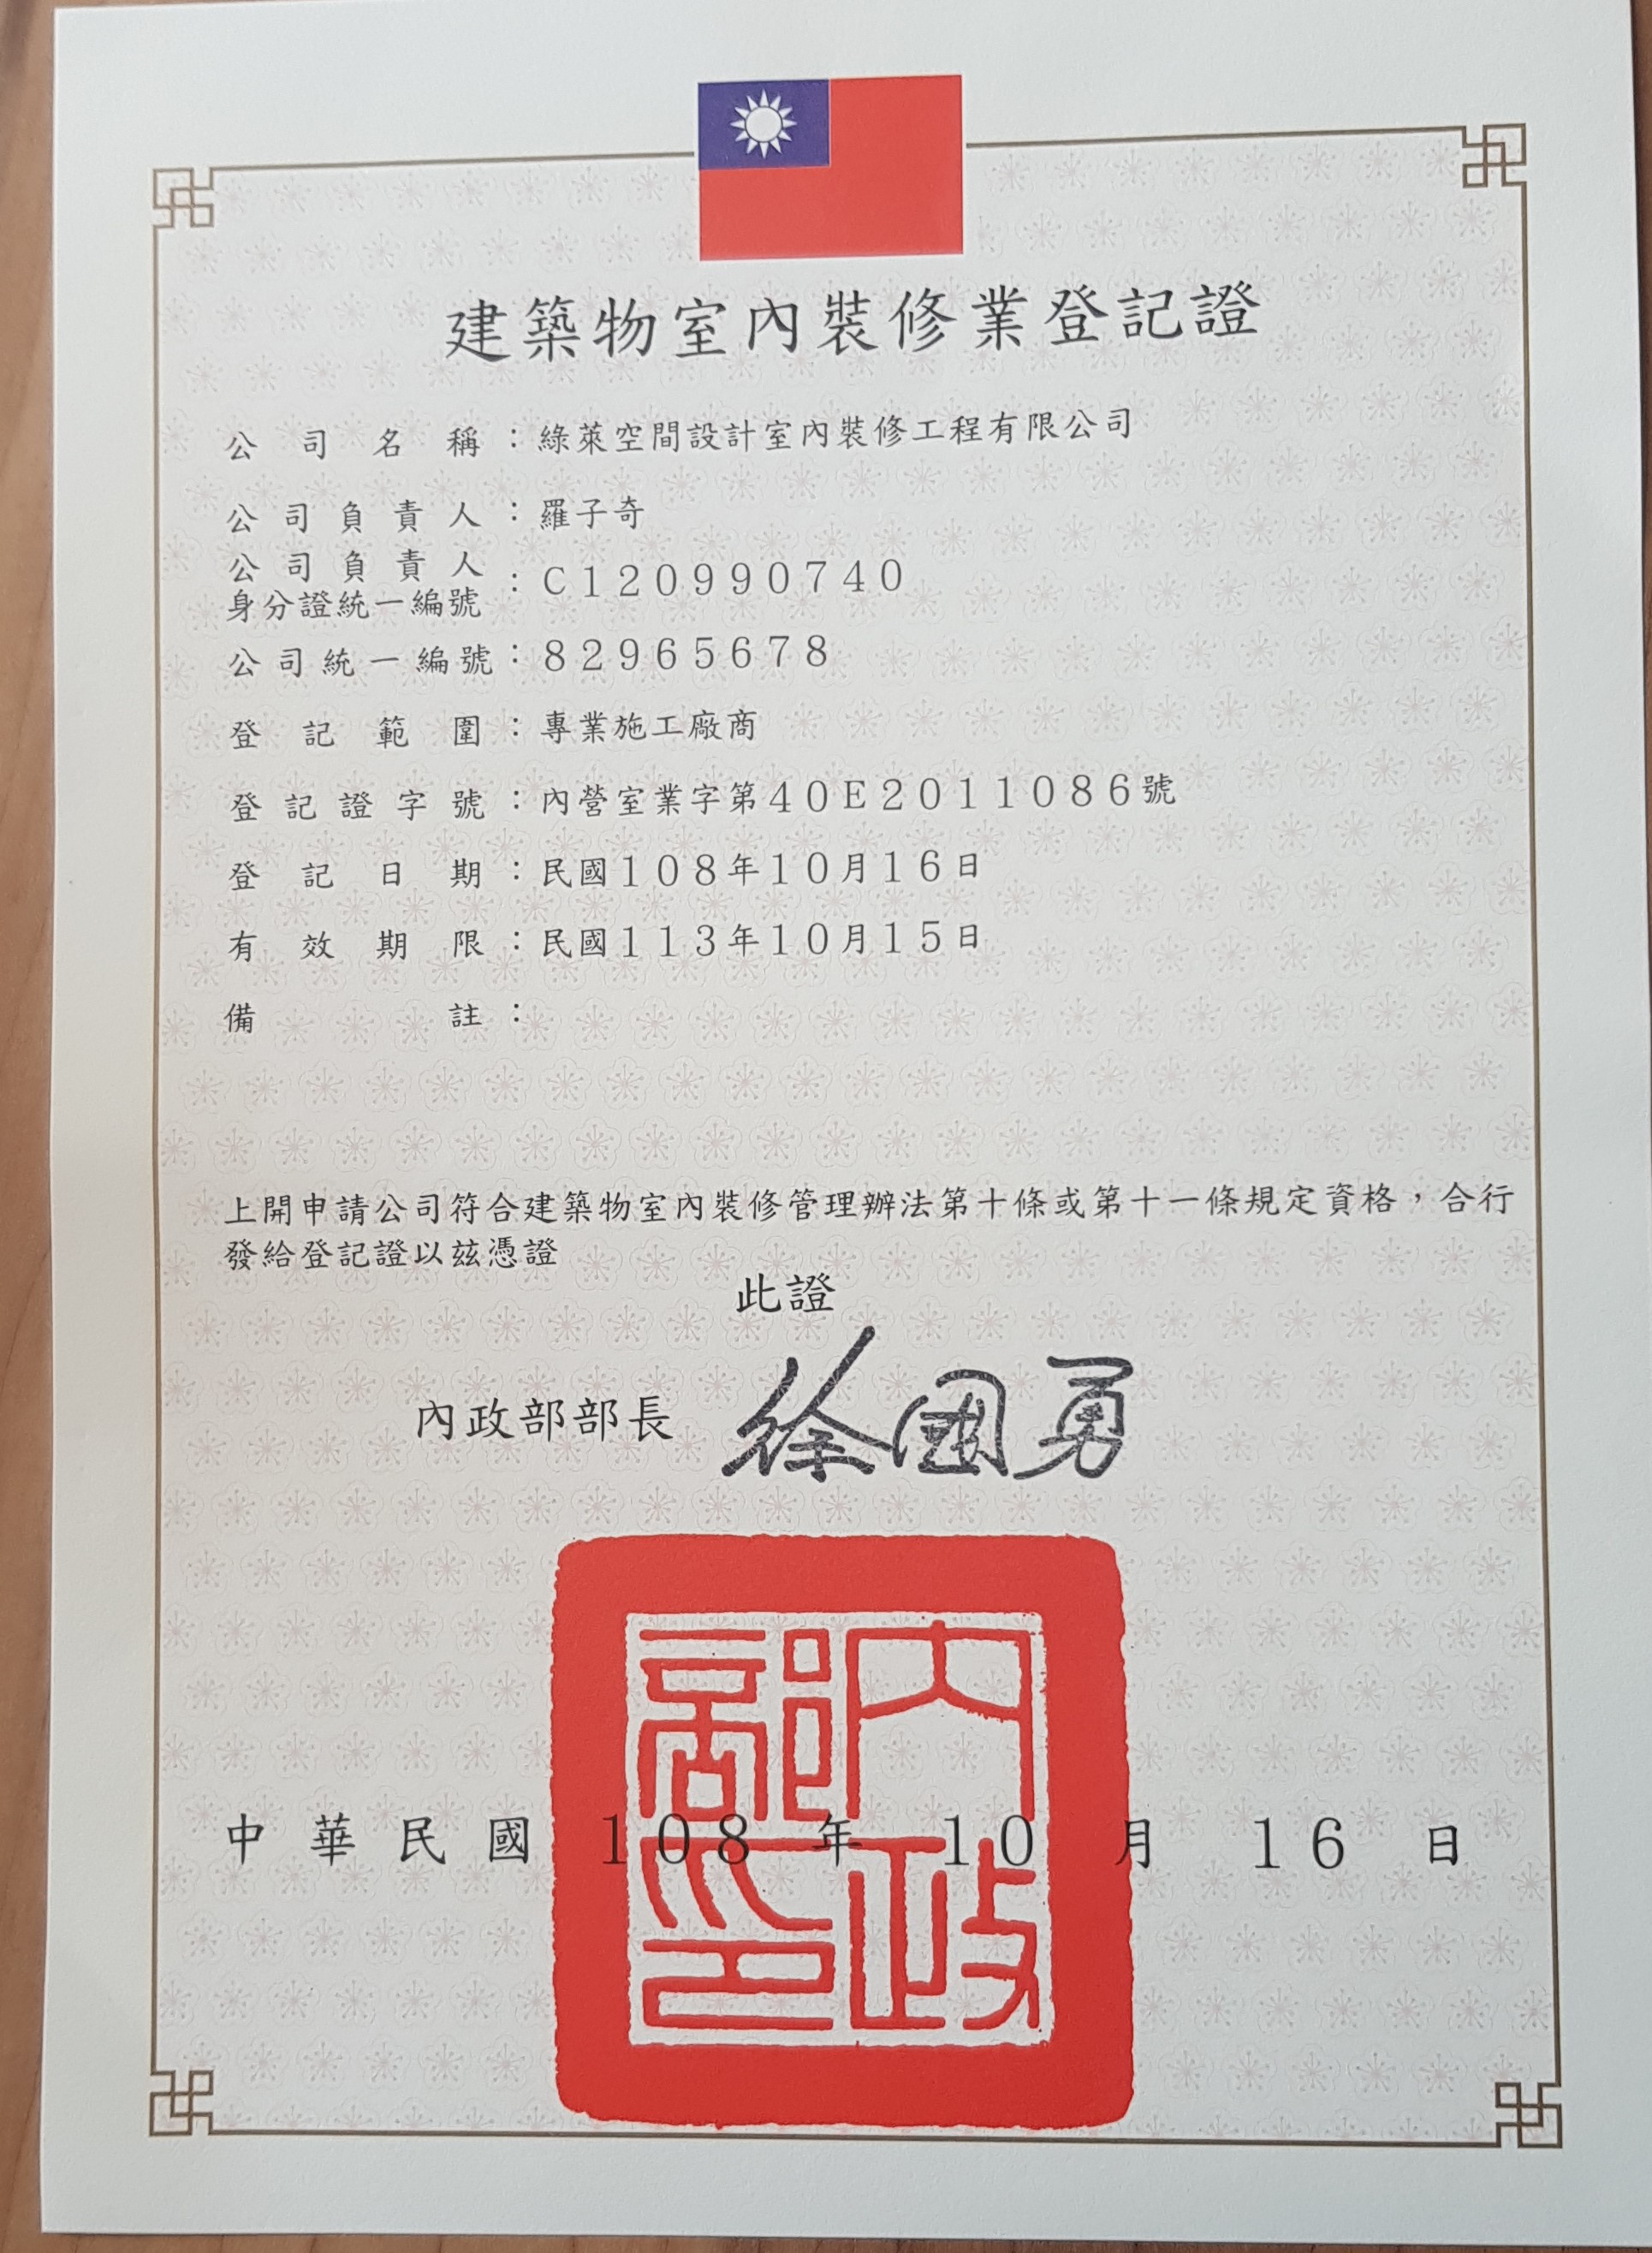 建築物室內裝修業登記證
公司名稱：綠萊空間設計室內裝修工程有限公司
公司負責人：羅子奇
公司負責人
身分證統一編號：C120990740
公司統一編號：82965678
登記範圍：專業施工廠商
登記證字號：內營室業字第40E2011086號
登記日期：民國108年10月16日
有效期限：民國113年10月15日
備註：
上開申請公司符合建築物室內裝修管理辦法第十條或第十一條規定資格，合行
發給登記證以玆憑證
此證
內政部部長 徐國勇
內政部印
中華民國 108 年 10 月 16 日